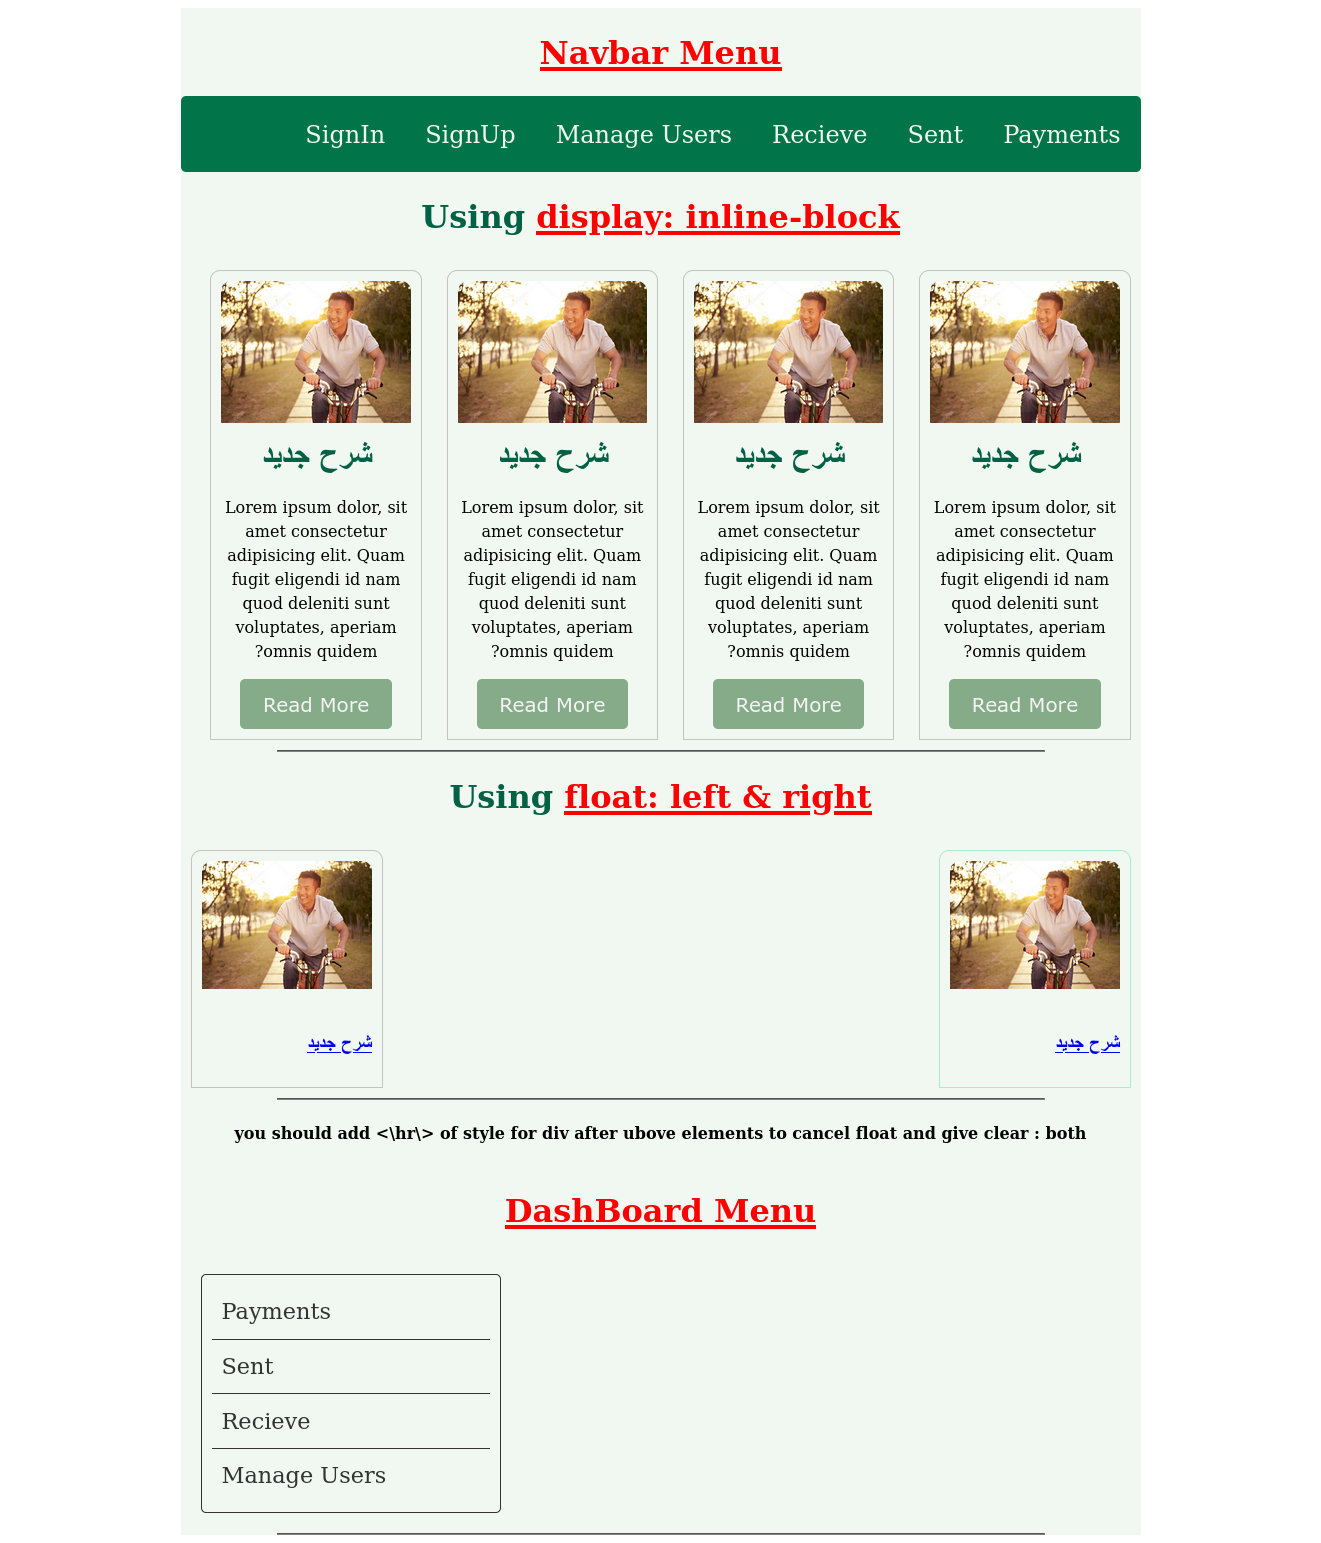 Navbar Menu
SignIn SignUp Manage Users Recieve Sent Payments
Using display: inline-block
شرح جديد
Lorem ipsum dolor, sit
amet consectetur
adipisicing elit. Quam
fugit eligendi id nam
quod deleniti sunt
voluptates, aperiam
?omnis quidem
Read More
شرح جديد
Lorem ipsum dolor, sit
amet consectetur
adipisicing elit. Quam
fugit eligendi id nam
quod deleniti sunt
voluptates, aperiam
?omnis quidem
Read More
شرح جديد
Lorem ipsum dolor, sit
amet consectetur
adipisicing elit. Quam
fugit eligendi id nam
quod deleniti sunt
voluptates, aperiam
?omnis quidem
Read More
شرح جديد
Lorem ipsum dolor, sit
amet consectetur
adipisicing elit. Quam
fugit eligendi id nam
quod deleniti sunt
voluptates, aperiam
?omnis quidem
Read More
Using float: left & right
شرح جديد
شرح جديد
you should add <\hr\> of style for div after ubove elements to cancel float and give clear : both
DashBoard Menu
Payments
Sent
Recieve
Manage Users